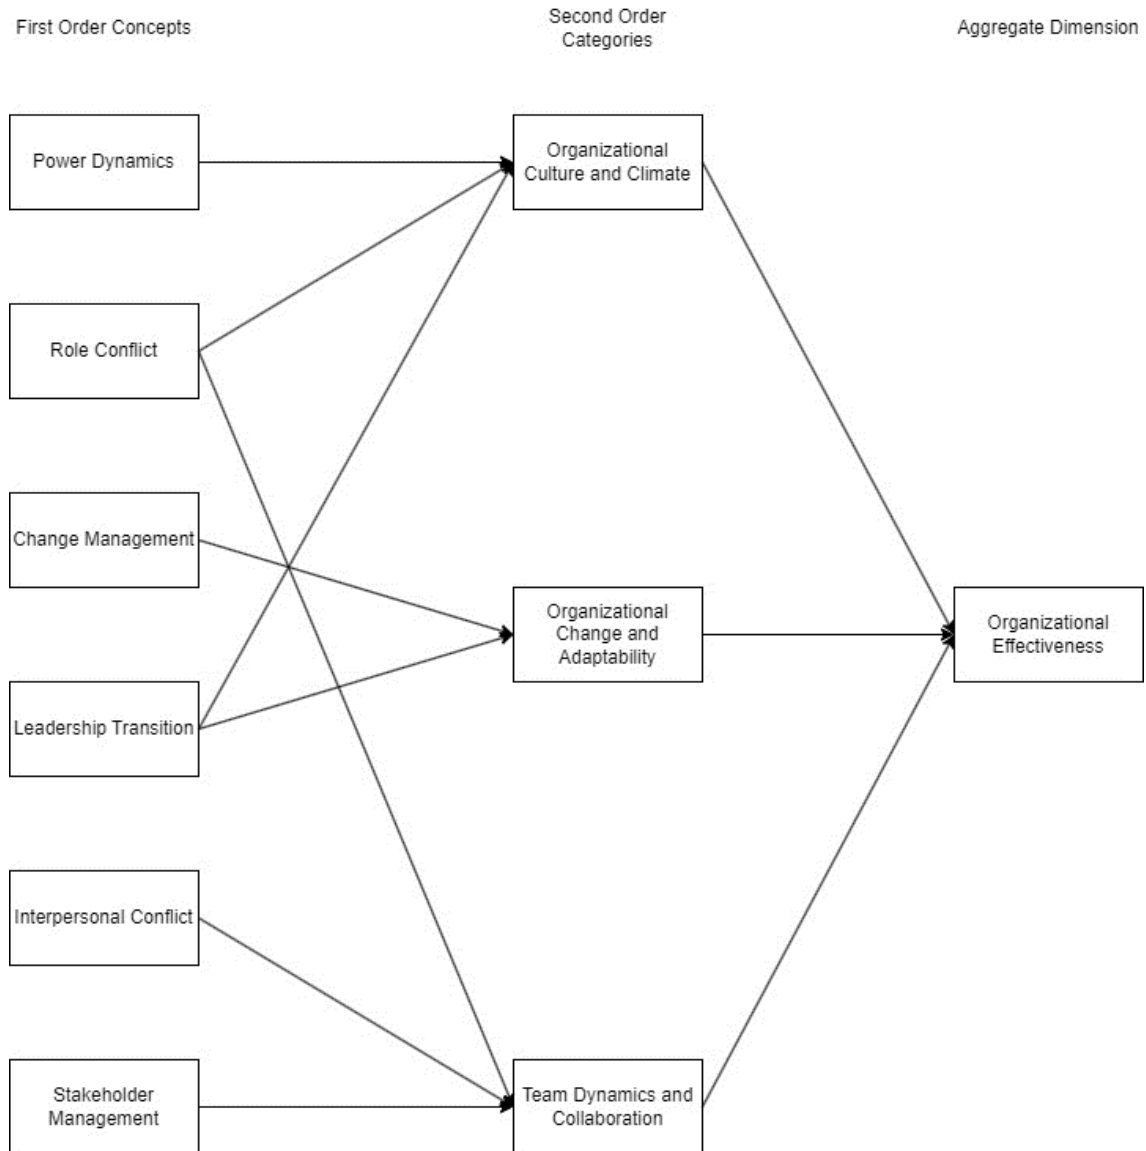 First Order Concepts
Second Order
Categories
Aggregate Dimension
Power Dynamics
Organizational
Culture and Climate
Role Conflict
Change Management
Organizational
Change and
Adaptability
Organizational
Effectiveness
Leadership Transition
Interpersonal Conflict
Stakeholder
Management
Team Dynamics and
Collaboration